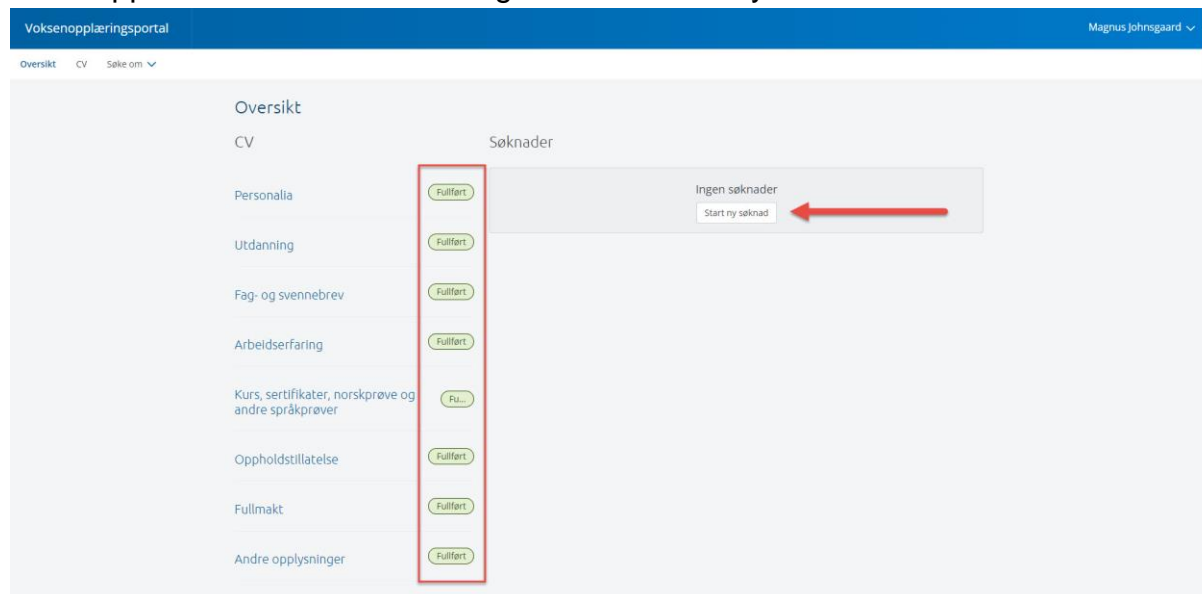 Voksenopplæringsportal
Magnus Johnsgaard
Oversikt CV Søke om
Oversikt
CV
Søknader
Personalia Fullført
Ingen søknader
Start ny søknad
Utdanning Fullført
Fag- og svennebrev Fullført
Arbeidserfaring Fullført
Kurs, sertifikater, norskprøve og
andre språkprøver
Fu...
Oppholdstillatelse Fullført
Fullmakt Fullført
Andre opplysninger Fullført